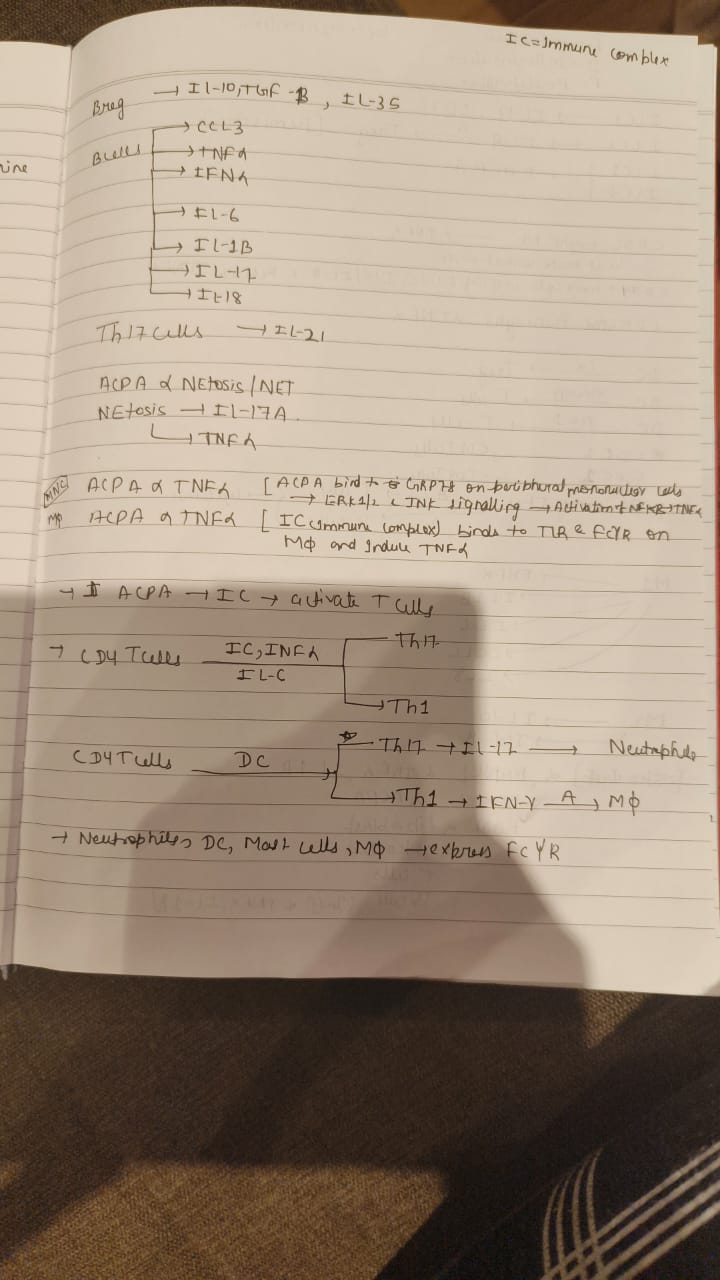 IC=Immune complex
Breg → IL-10, TGF-B, IL-35
Bcells → CCL3
→ TNFα
→ IFNα
→ IL-6
→ IL-1B
→ IL-17
→ IL-18
Th17 cells → IL-21
ine
ACPA α NEtosis/NET
NEtosis → IL-17A
→ TNFα
MNC ACPA α TNFα [ACPA bind to GRP78 on peripheral mononuclear cells
→ ERK1/2 & JNK signalling → Activation of NFKB → TNFα
MΦ ACPA α TNFα [IC (immune complex) binds to TLR & FcγR on
MΦ and Induce TNFα
→ ACPA → IC → activate T cells
→ CD4 T cells IC, INFα → Th17
IL-C
→ Th1
→ Th17 → IL-17 → Neutrophils
CD4 T cells DC →
→ Th1 → IFN-γ A→ MΦ
→ Neutrophils, DC, Mast cells, MΦ → express FcγR